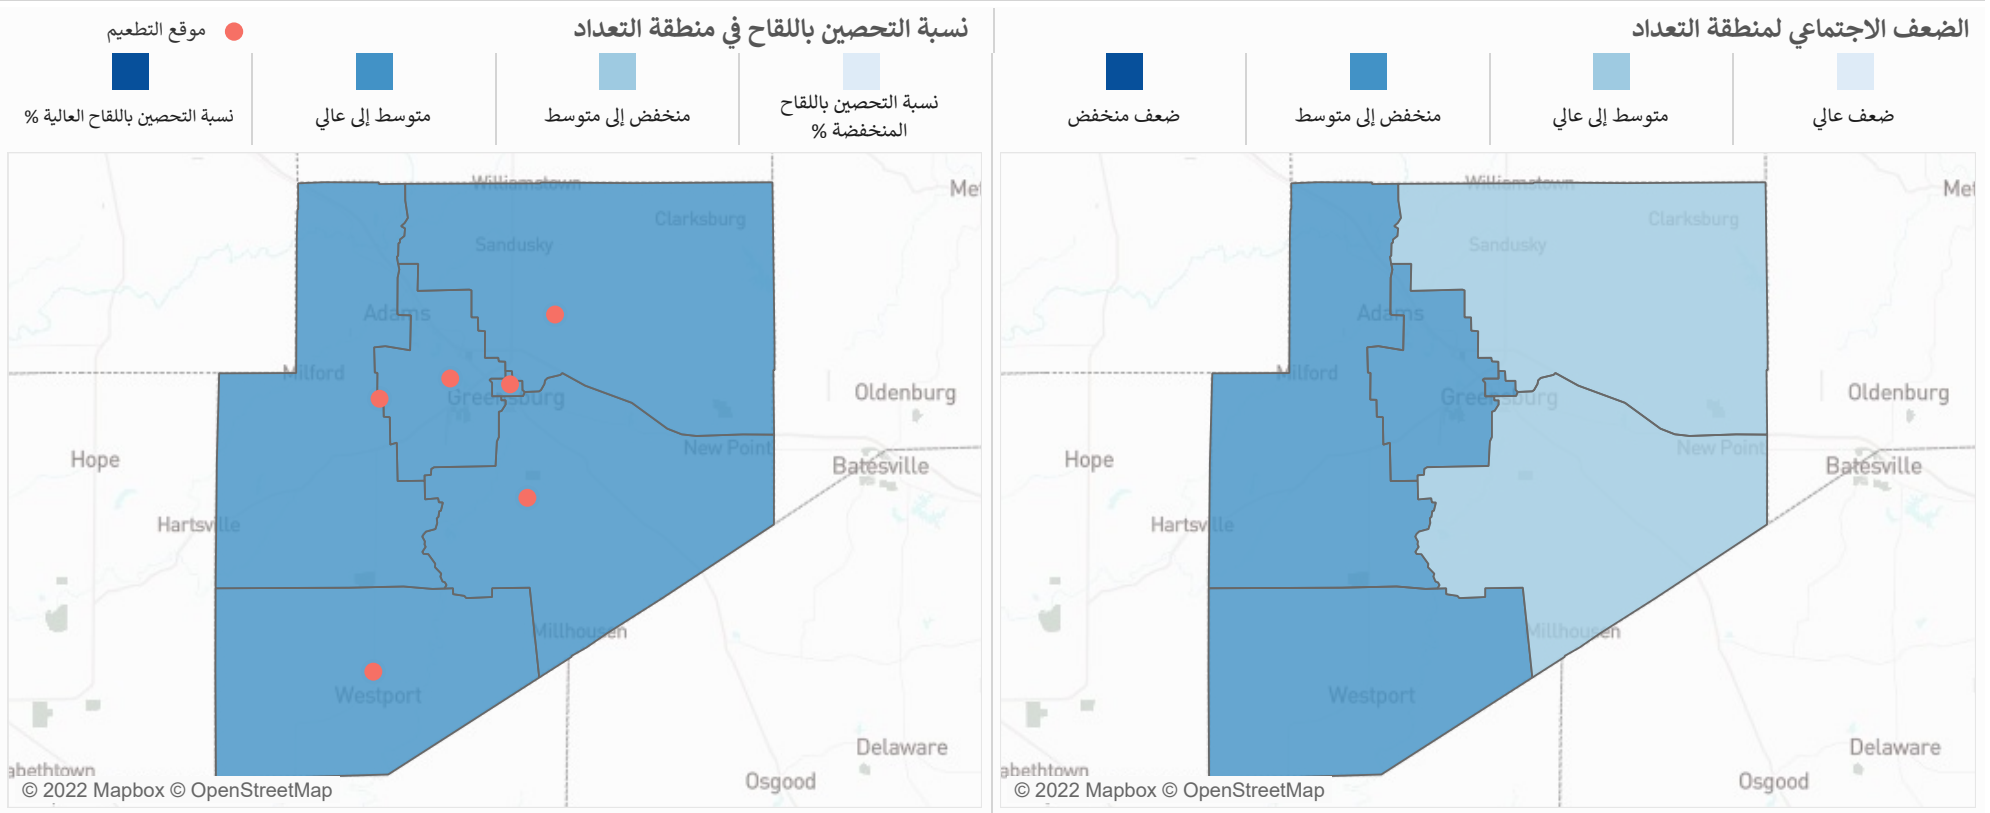 الضعف الاجتماعي لمنطقة التعداد
ضعف عالي
متوسط إلى عالي
منخفض إلى متوسط
ضعف منخفض
Williamstown
Clarksburg
Sandusky
Adams
Milford
Greensburg
Oldenburg
New Point
Hope
Batesville
Hartsville
Millhousen
Westport
Delaware
Osgood
© 2022 Mapbox © OpenStreetMap
نسبة التحصين باللقاح في منطقة التعداد
موقع التطعيم
نسبة التحصين باللقاح
المنخفضة %
منخفض إلى متوسط
متوسط إلى عالي
نسبة التحصين باللقاح العالية %
Williamstown
Clarksburg
Sandusky
Adams
Milford
Greensburg
Oldenburg
New Point
Hope
Batesville
Hartsville
Millhousen
Westport
Delaware
Osgood
© 2022 Mapbox © OpenStreetMap